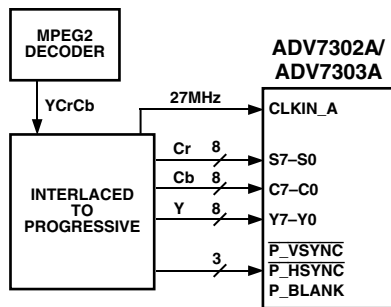 MPEG2
DECODER
YCrCb
INTERLACED
TO
PROGRESSIVE
27MHz
Cr 8
Cb 8
Y 8
3
ADV7302A/
ADV7303A
CLKIN_A
S7–S0
C7–C0
Y7–Y0
P_VSYNC
P_HSYNC
P_BLANK